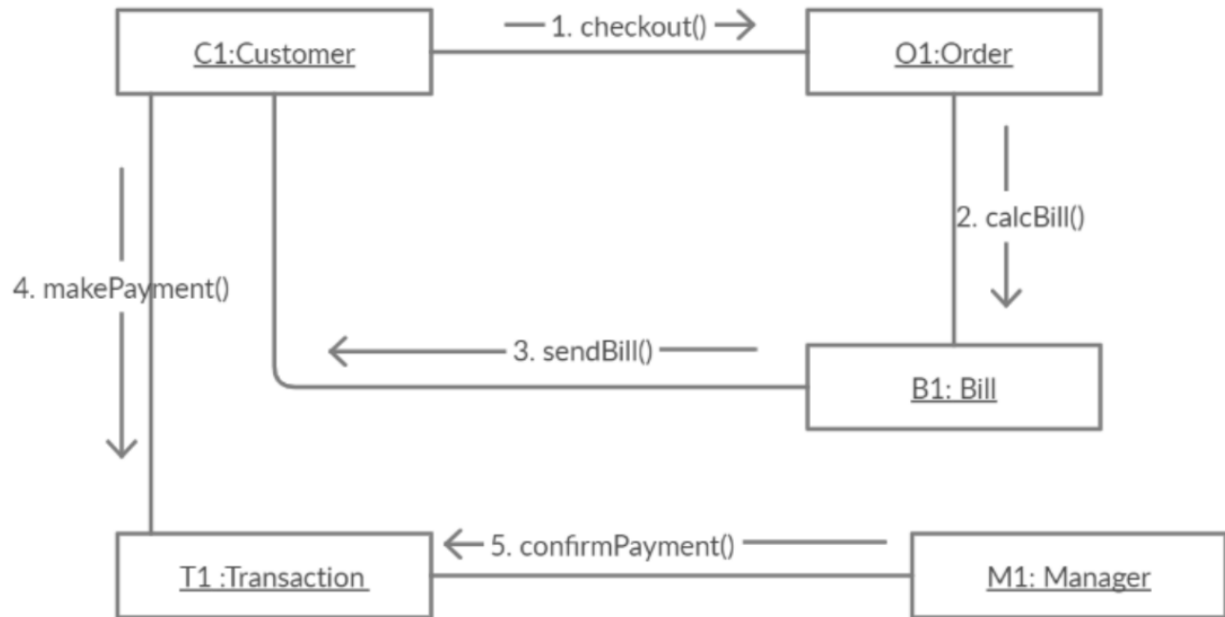 1. checkout()
C1:Customer
O1:Order
2. calcBill()
4. makePayment()
3. sendBill()
B1: Bill
5. confirmPayment()
T1 :Transaction
M1: Manager